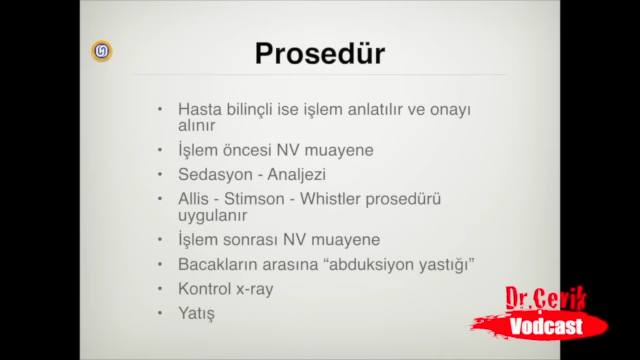 Prosedür
• Hasta bilinçli ise işlem anlatılır ve onayı
alınır
• İşlem öncesi NV muayene
• Sedasyon - Analjezi
• Allis - Stimson - Whistler prosedürü
uygulanır
• İşlem sonrası NV muayene
• Bacakların arasına “abduksiyon yastığı”
• Kontrol x-ray
• Yatış
Dr.Çevik
Vodcast